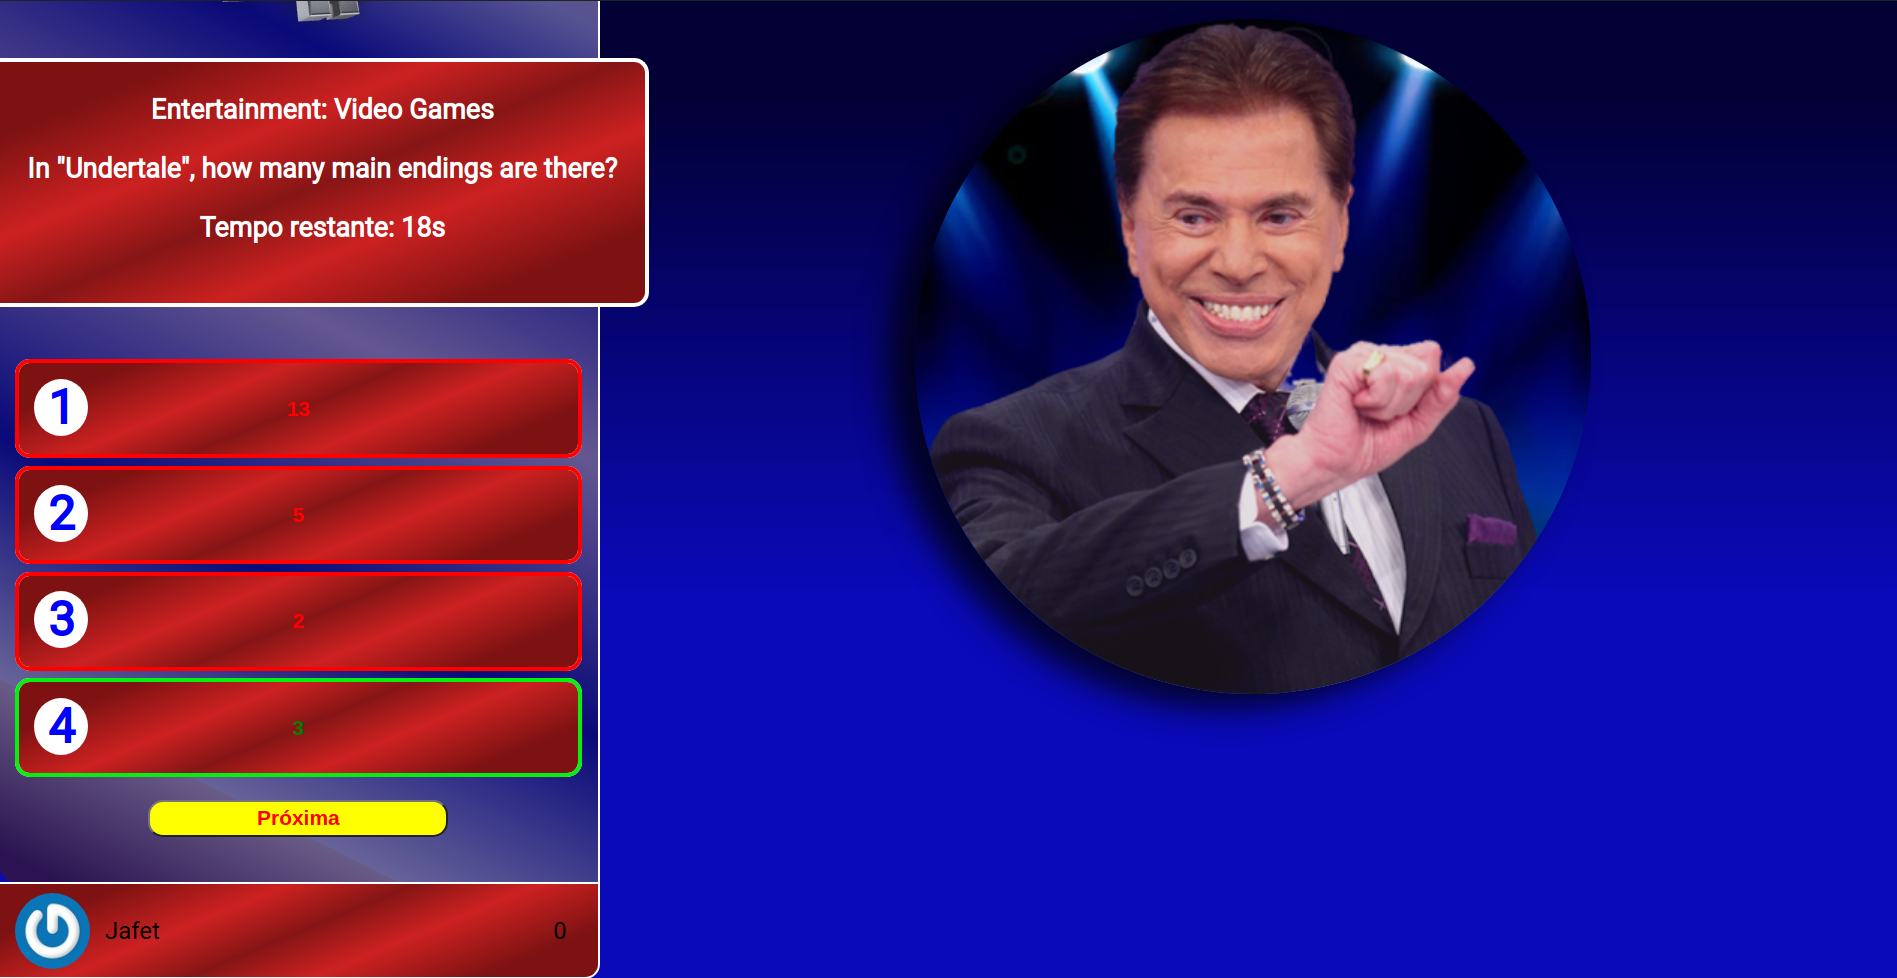 Entertainment: Video Games
In "Undertale", how many main endings are there?
Tempo restante: 18s
1 13
2 5
3 2
4 3
Próxima
Jafet 0